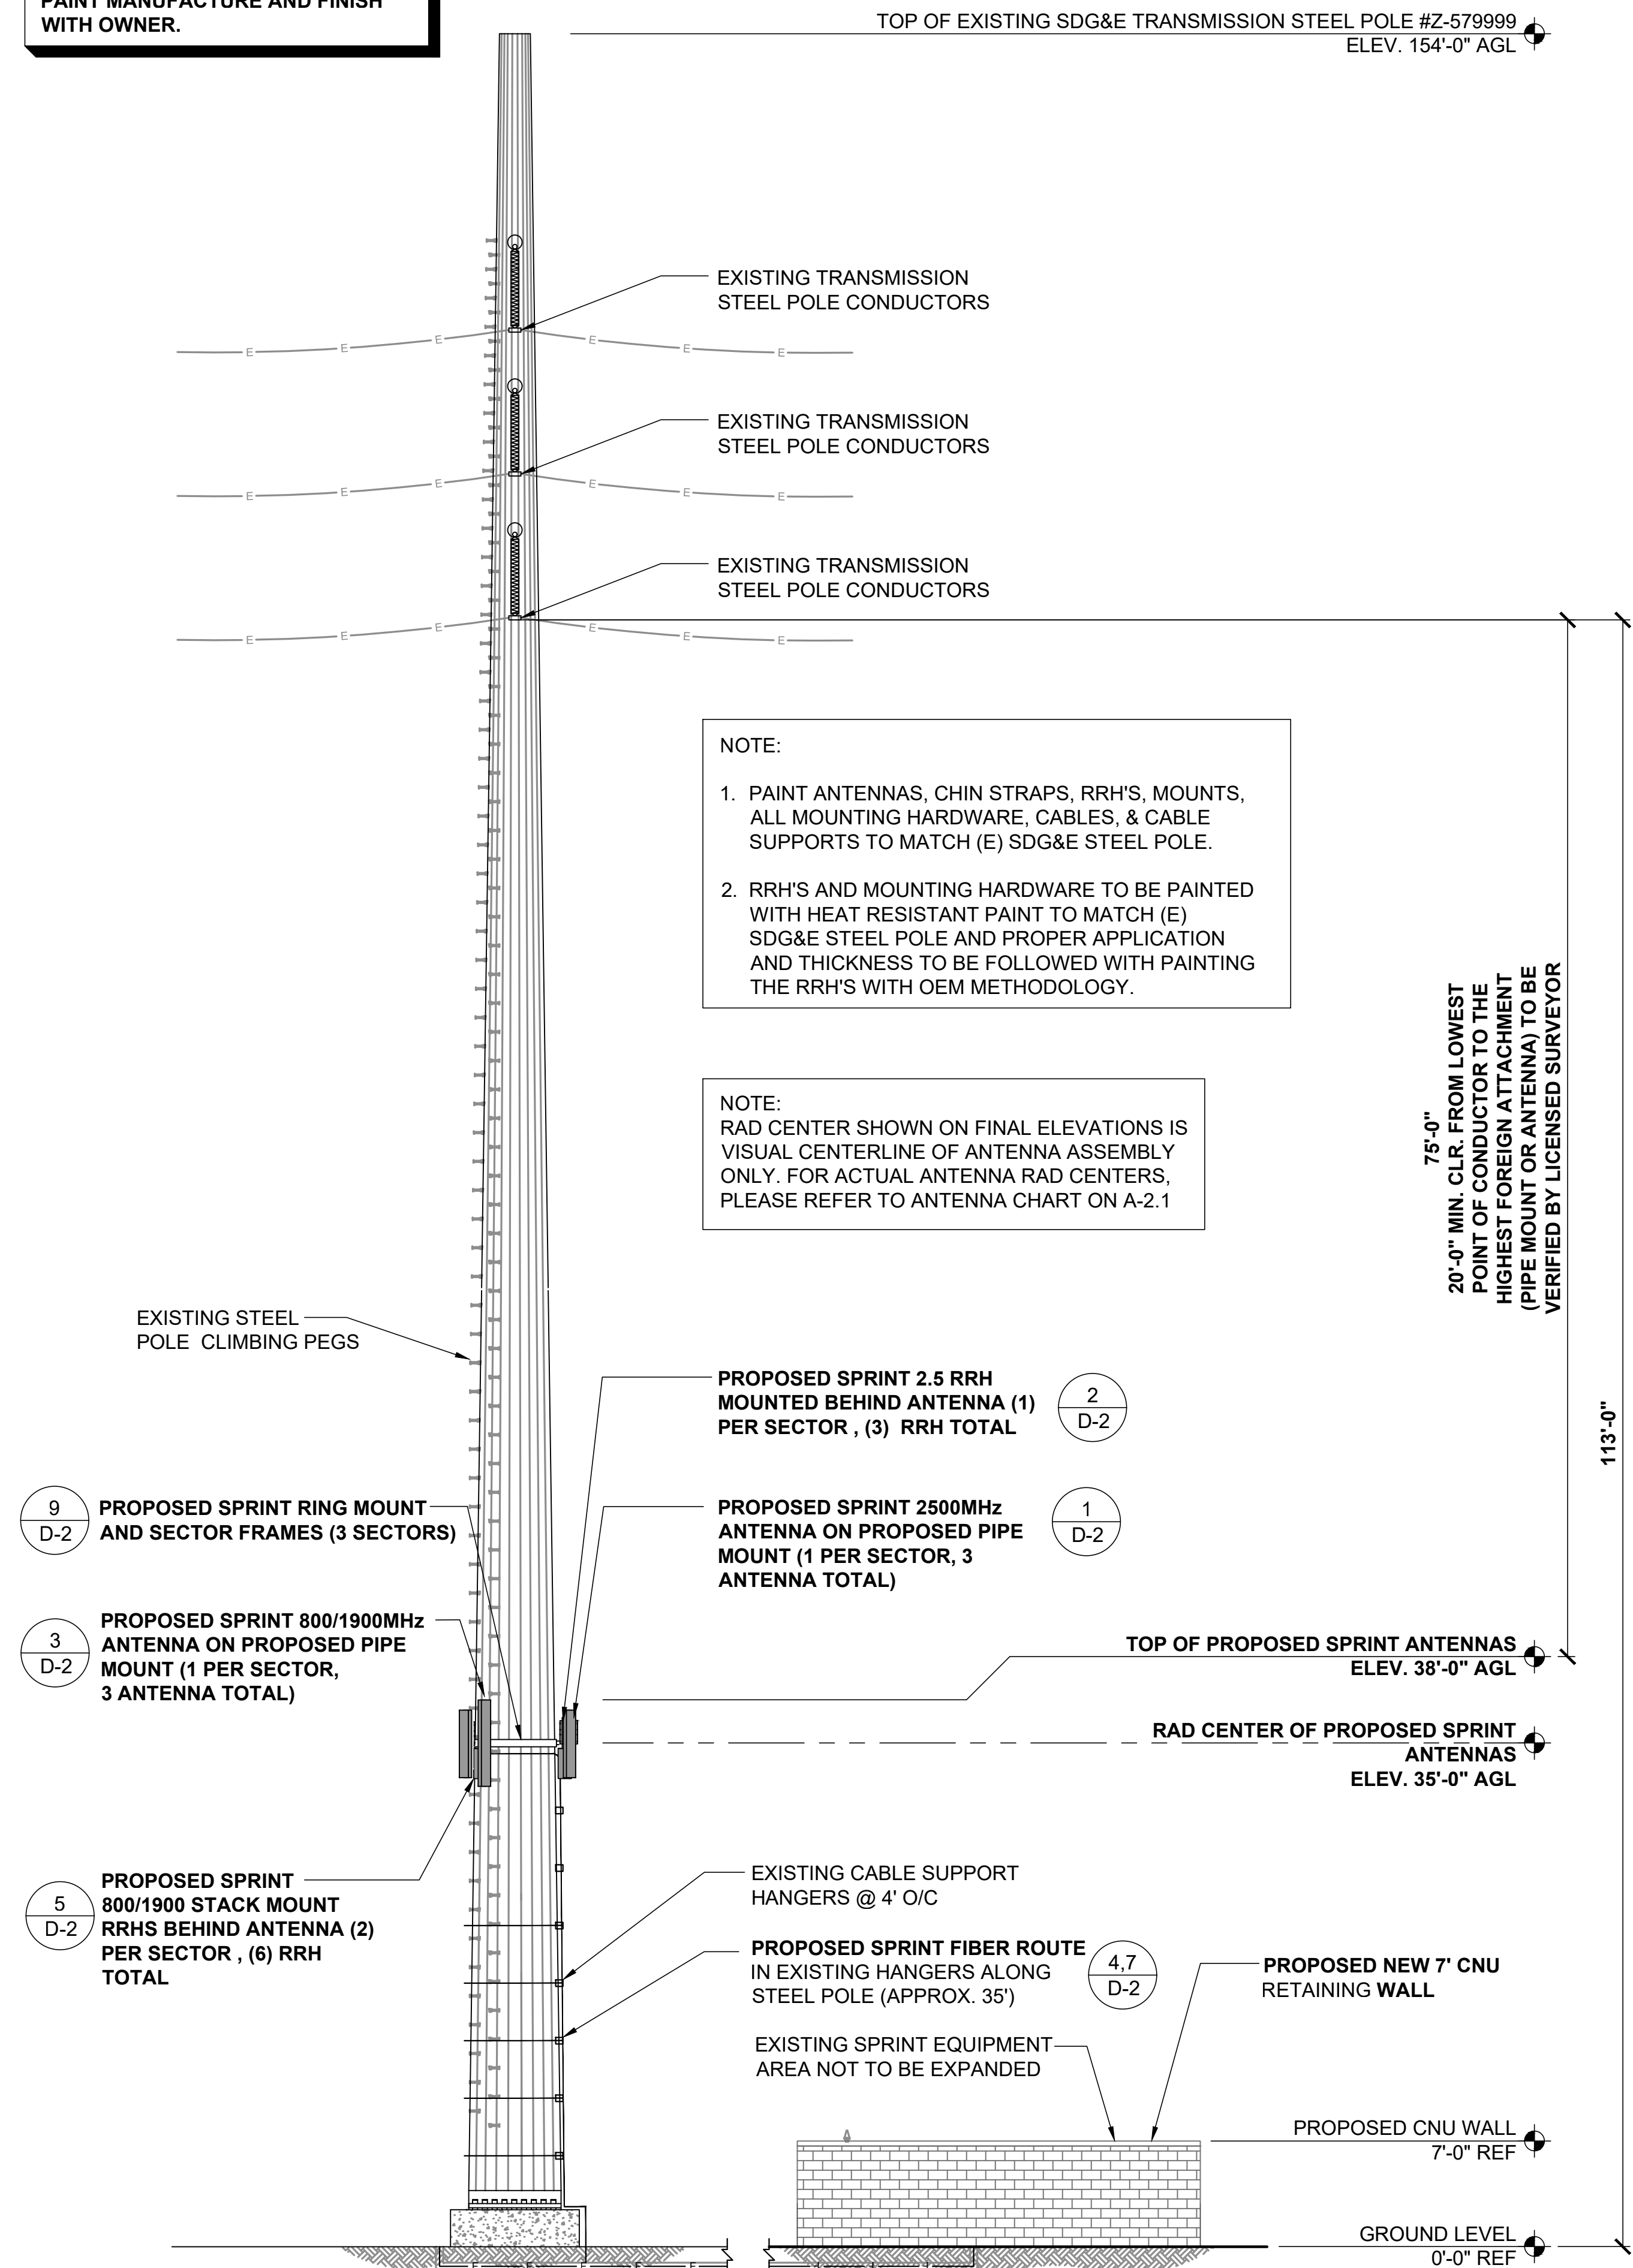 PAINT MANUFACTURE AND FINISH
WITH OWNER.
TOP OF EXISTING SDG&E TRANSMISSION STEEL POLE #Z-579999
ELEV. 154'-0" AGL
EXISTING TRANSMISSION
STEEL POLE CONDUCTORS
E E E E E E
EXISTING TRANSMISSION
STEEL POLE CONDUCTORS
E E E E E E
EXISTING TRANSMISSION
STEEL POLE CONDUCTORS
E E E E E E
NOTE:
1. PAINT ANTENNAS, CHIN STRAPS, RRH'S, MOUNTS,
ALL MOUNTING HARDWARE, CABLES, & CABLE
SUPPORTS TO MATCH (E) SDG&E STEEL POLE.
2. RRH'S AND MOUNTING HARDWARE TO BE PAINTED
WITH HEAT RESISTANT PAINT TO MATCH (E)
SDG&E STEEL POLE AND PROPER APPLICATION
AND THICKNESS TO BE FOLLOWED WITH PAINTING
THE RRH'S WITH OEM METHODOLOGY.
NOTE:
RAD CENTER SHOWN ON FINAL ELEVATIONS IS
VISUAL CENTERLINE OF ANTENNA ASSEMBLY
ONLY. FOR ACTUAL ANTENNA RAD CENTERS,
PLEASE REFER TO ANTENNA CHART ON A-2.1
75'-0"
20'-0" MIN. CLR. FROM LOWEST
POINT OF CONDUCTOR TO THE
HIGHEST FOREIGN ATTACHMENT
(PIPE MOUNT OR ANTENNA) TO BE
VERIFIED BY LICENSED SURVEYOR
113'-0"
EXISTING STEEL
POLE CLIMBING PEGS
PROPOSED SPRINT 2.5 RRH
MOUNTED BEHIND ANTENNA (1)
PER SECTOR , (3) RRH TOTAL
2
D-2
9
D-2
PROPOSED SPRINT RING MOUNT
AND SECTOR FRAMES (3 SECTORS)
PROPOSED SPRINT 2500MHz
ANTENNA ON PROPOSED PIPE
MOUNT (1 PER SECTOR, 3
ANTENNA TOTAL)
1
D-2
3
D-2
PROPOSED SPRINT 800/1900MHz
ANTENNA ON PROPOSED PIPE
MOUNT (1 PER SECTOR,
3 ANTENNA TOTAL)
TOP OF PROPOSED SPRINT ANTENNAS
ELEV. 38'-0" AGL
RAD CENTER OF PROPOSED SPRINT
ANTENNAS
ELEV. 35'-0" AGL
5
D-2
PROPOSED SPRINT
800/1900 STACK MOUNT
RRHS BEHIND ANTENNA (2)
PER SECTOR , (6) RRH
TOTAL
EXISTING CABLE SUPPORT
HANGERS @ 4' O/C
PROPOSED SPRINT FIBER ROUTE
IN EXISTING HANGERS ALONG
STEEL POLE (APPROX. 35')
4,7
D-2
PROPOSED NEW 7' CNU
RETAINING WALL
EXISTING SPRINT EQUIPMENT
AREA NOT TO BE EXPANDED
PROPOSED CNU WALL
7'-0" REF
GROUND LEVEL
0'-0" REF